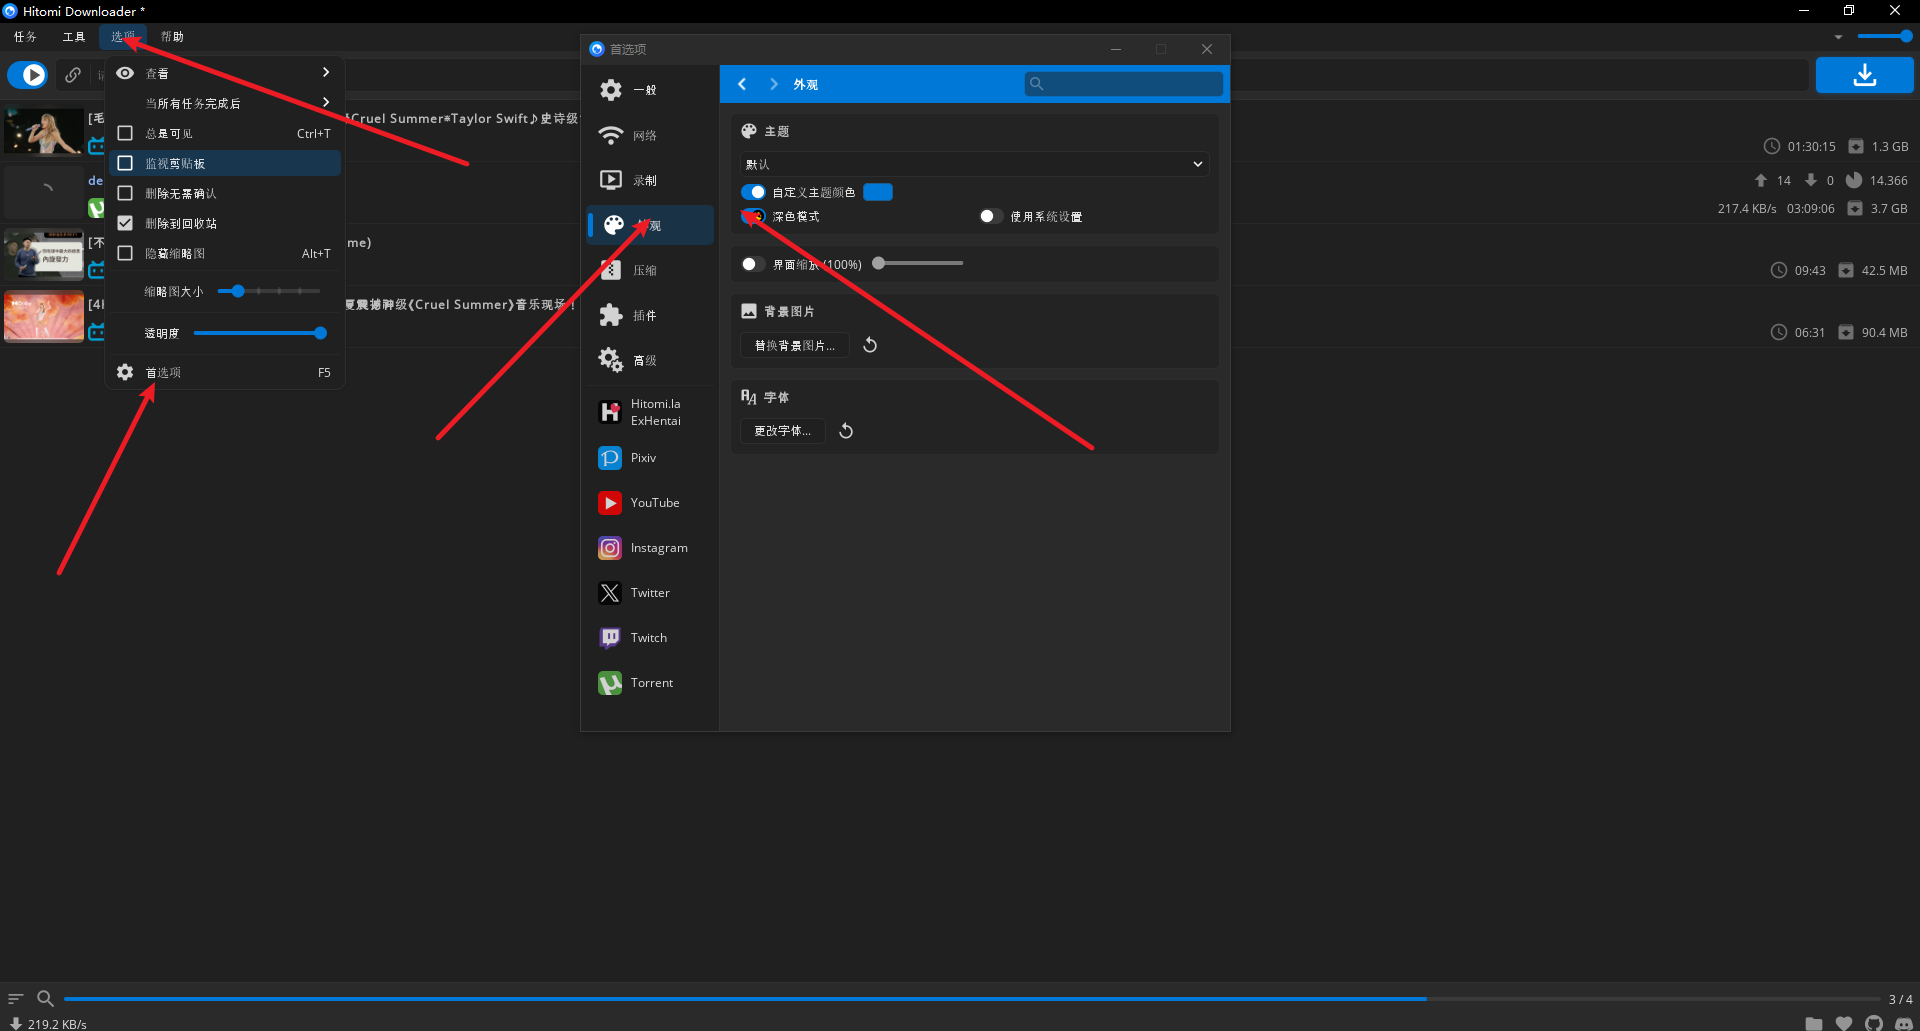 Hitomi Downloader *
任务 工具 选项 帮助
查看
当所有任务完成后
总是可见 Ctrl+T
监视剪贴板
删除无需确认
删除到回收站
隐藏缩略图 Alt+T
缩略图大小
透明度
首选项 F5
[毛
《Cruel Summer*Taylor Swift♪史诗级
01:30:15 1.3 GB
de
14 0 14.366
217.4 KB/s 03:09:06 3.7 GB
[不
me)
09:43 42.5 MB
[4K
夏震撼神级《Cruel Summer》音乐现场!
06:31 90.4 MB
首选项
一般
网络
录制
外观
压缩
插件
高级
Hitomi.la
ExHentai
Pixiv
YouTube
Instagram
Twitter
Twitch
Torrent
外观
主题
默认
自定义主题颜色
深色模式 使用系统设置
界面缩放 (100%)
背景图片
替换背景图片...
字体
更改字体...
3 / 4
219.2 KB/s